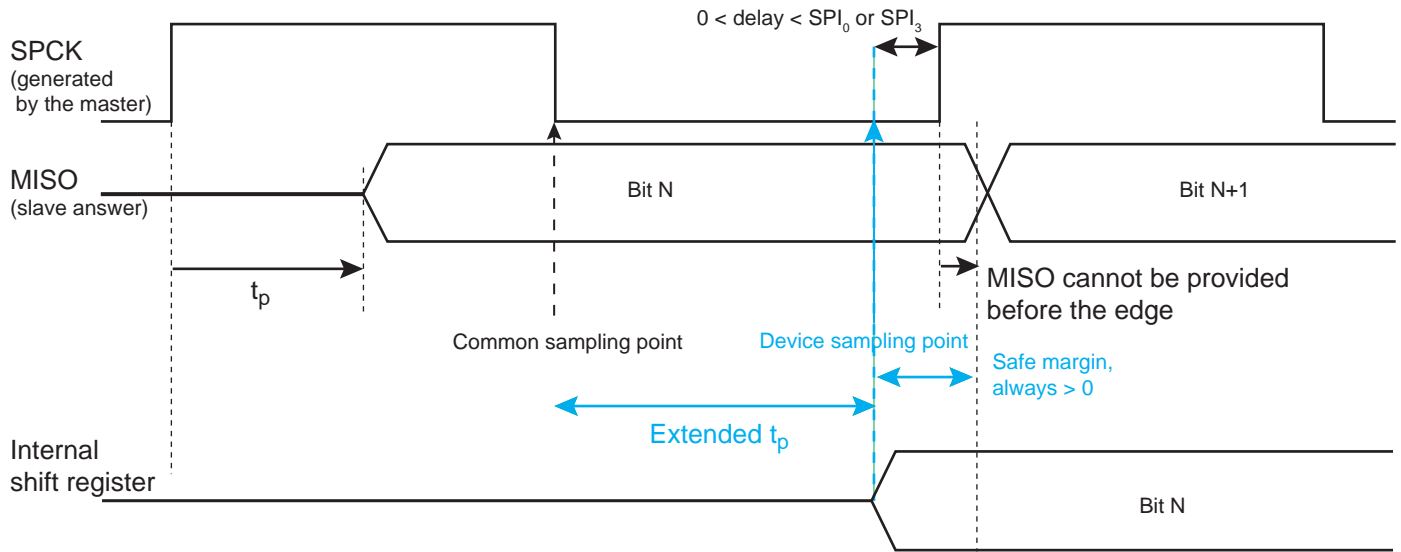 0 < delay < SPI0 or SPI3
SPCK
(generated
by the master)
MISO
(slave answer)
Bit N
Bit N+1
tp
MISO cannot be provided
before the edge
Common sampling point
Device sampling point
Safe margin,
always > 0
Extended tp
Internal
shift register
Bit N